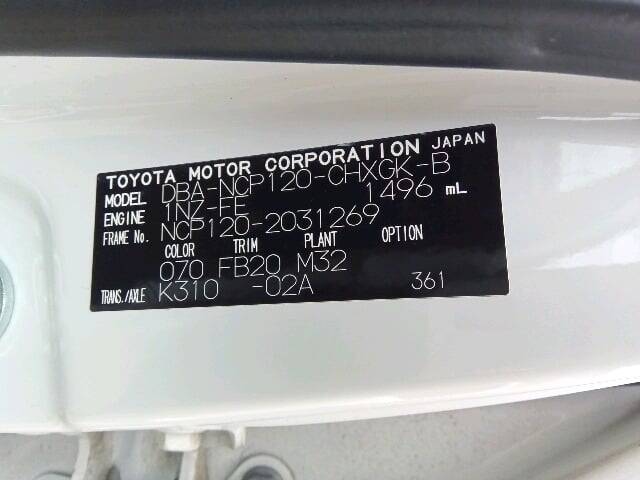 TOYOTA MOTOR CORPORATION JAPAN
MODEL DBA-NCP120-CHXGK-B
ENGINE 1NZ-FE 1496 mL
FRAME No. NCP120-2031269
COLOR TRIM PLANT OPTION
070 FB20 M32
TRANS./AXLE K310 -02A 361